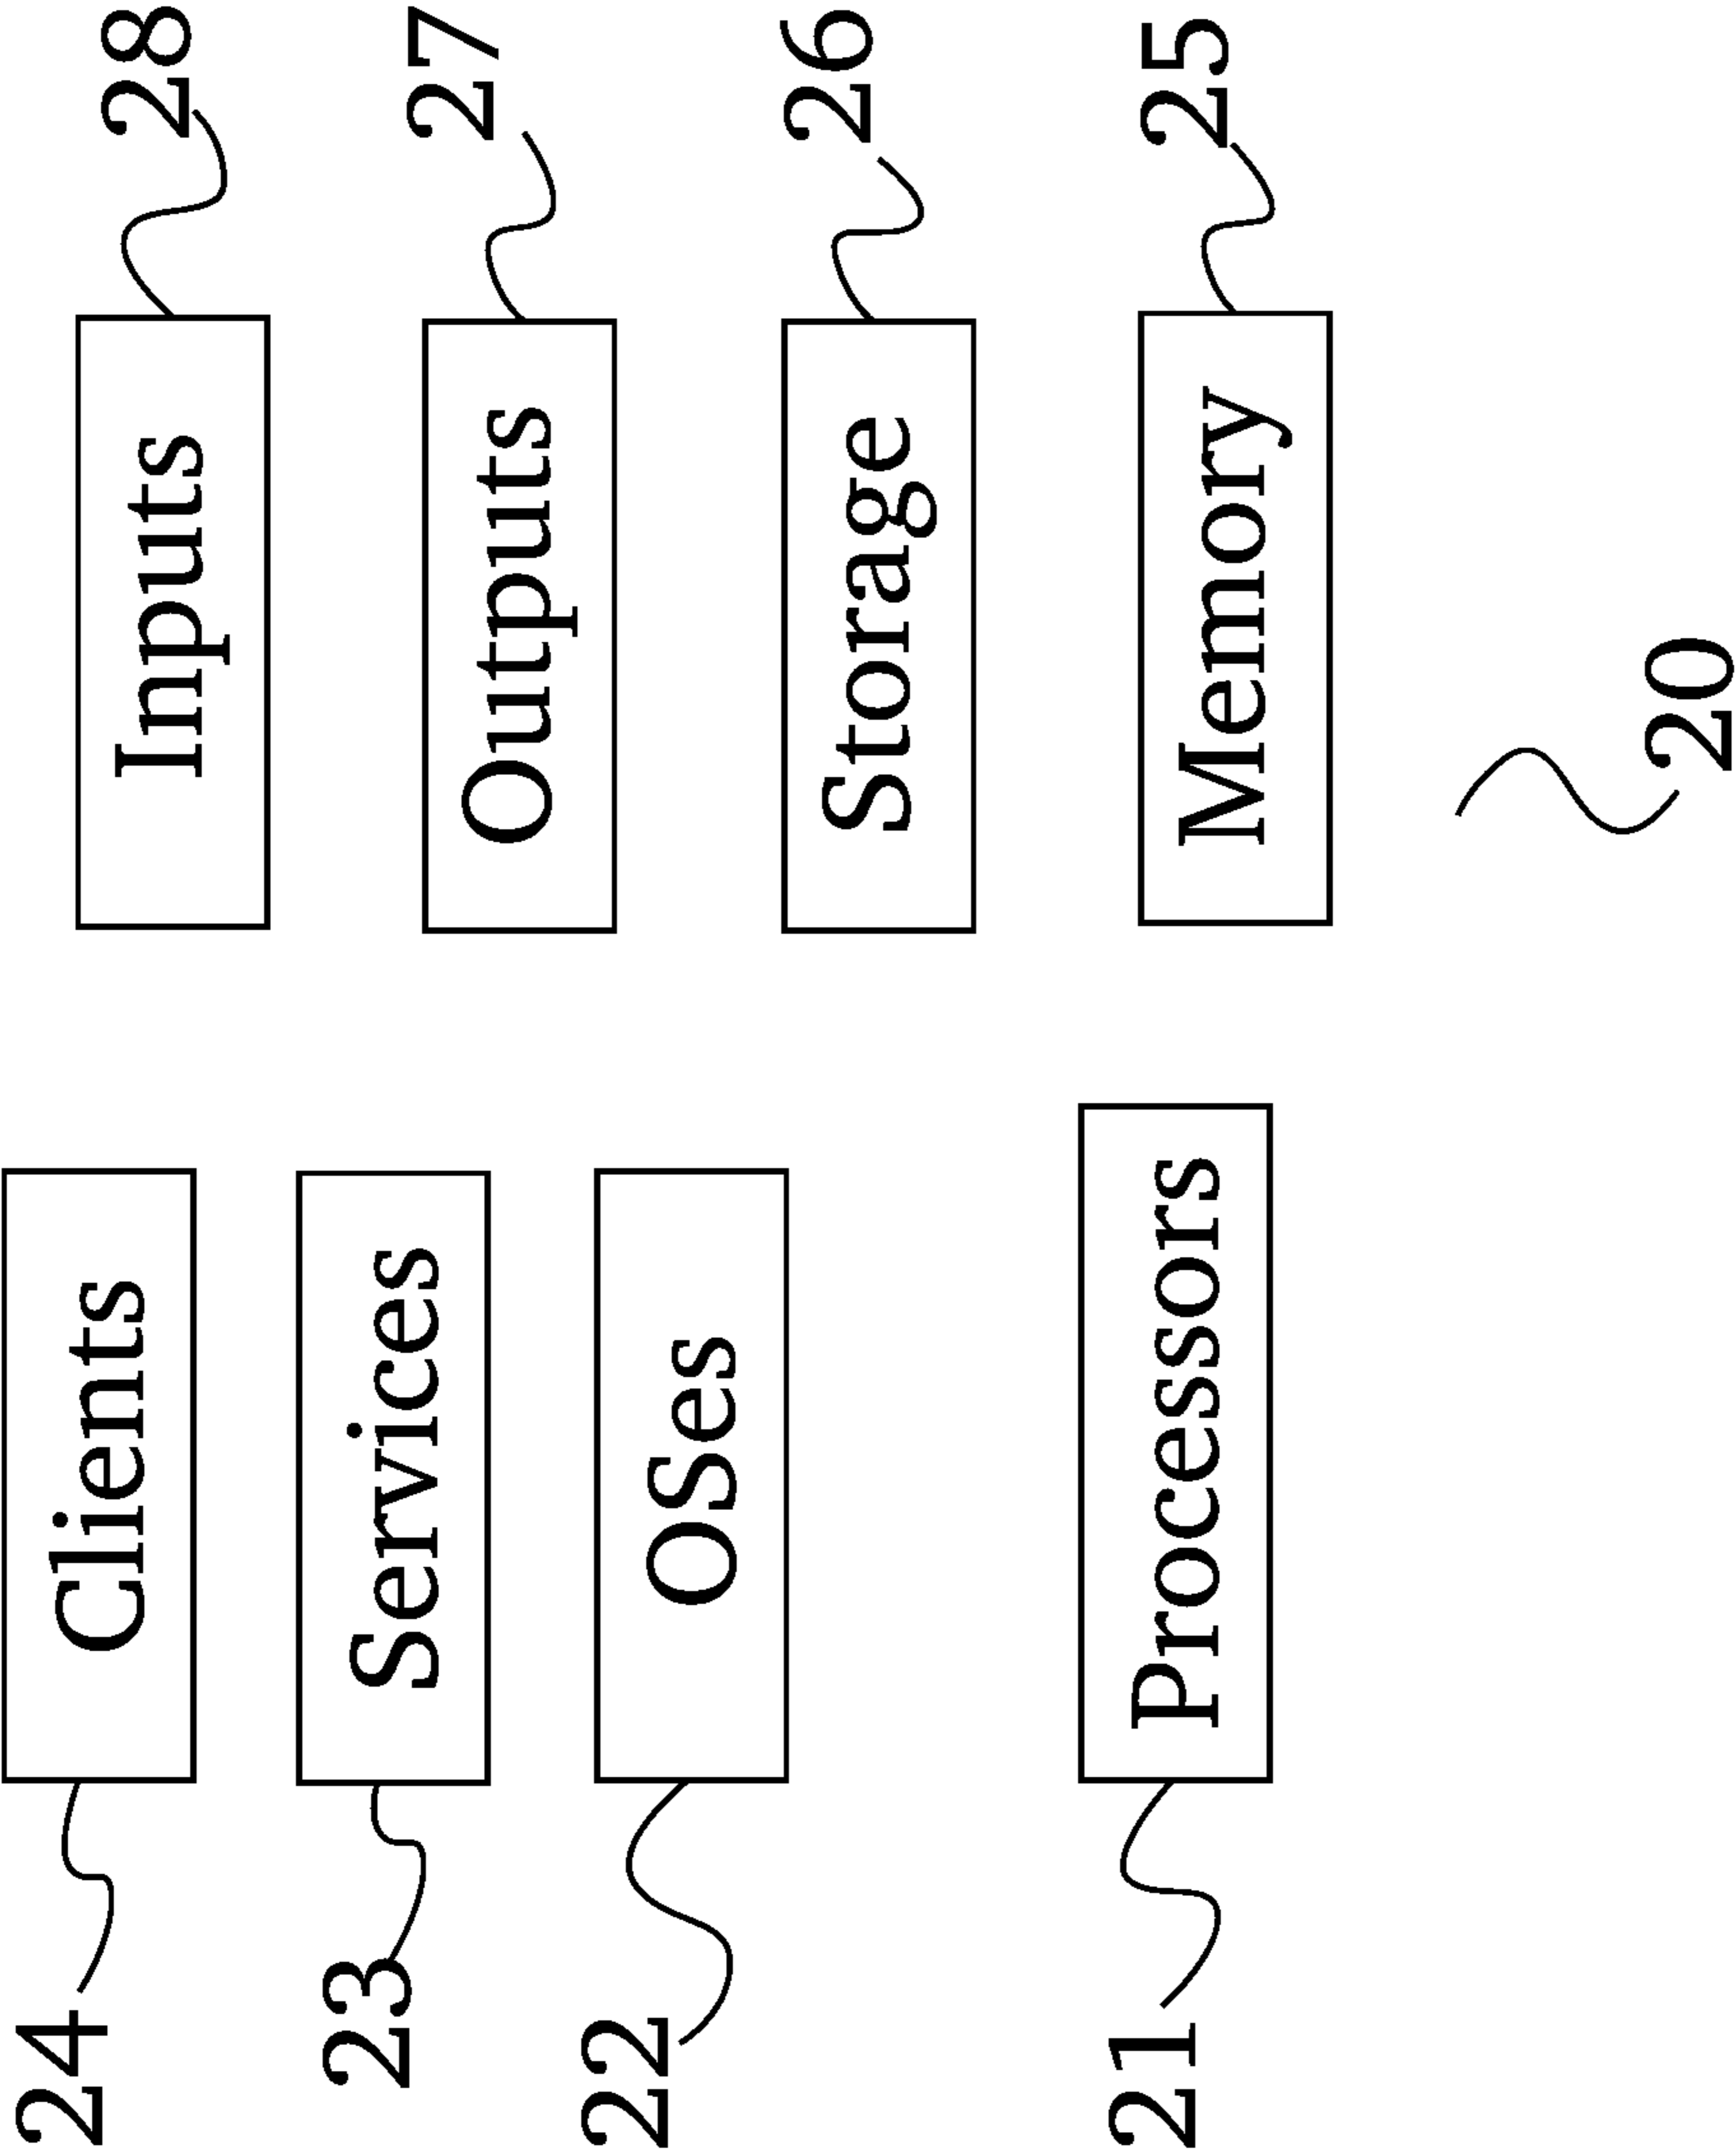 24 Clients Inputs 28
23 Services Outputs 27
22 OSes Storage 26
21 Processors Memory 25
20